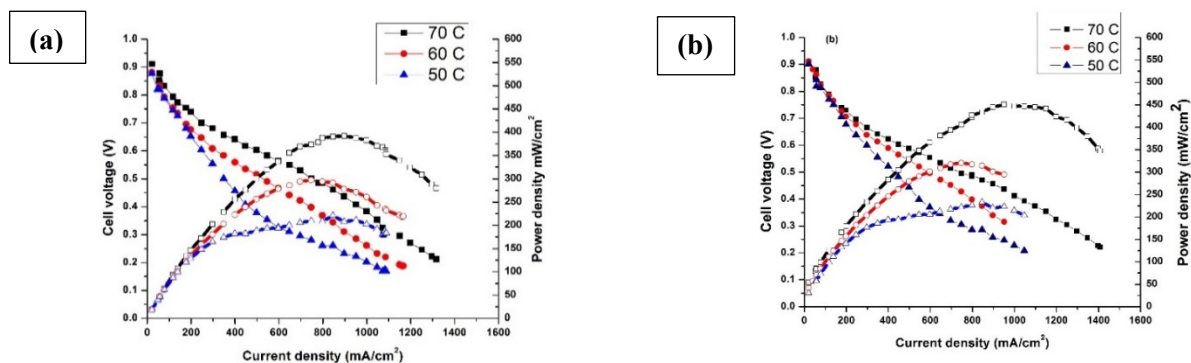 (a)
70 C
60 C
50 C
Cell voltage (V)
1.0
0.9
0.8
0.7
0.6
0.5
0.4
0.3
0.2
0.1
0.0
0 200 400 600 800 1000 1200 1400 1600
Current density (mA/cm²)
600
550
500
450
400
350
300
250
200
150
100
50
0
Power density mW/cm²
(b)
(b)
70 C
60 C
50 C
Cell voltage (V)
1.0
0.9
0.8
0.7
0.6
0.5
0.4
0.3
0.2
0.1
0.0
0 200 400 600 800 1000 1200 1400 1600
Current density (mA/cm²)
600
550
500
450
400
350
300
250
200
150
100
50
0
Power density mW/cm²